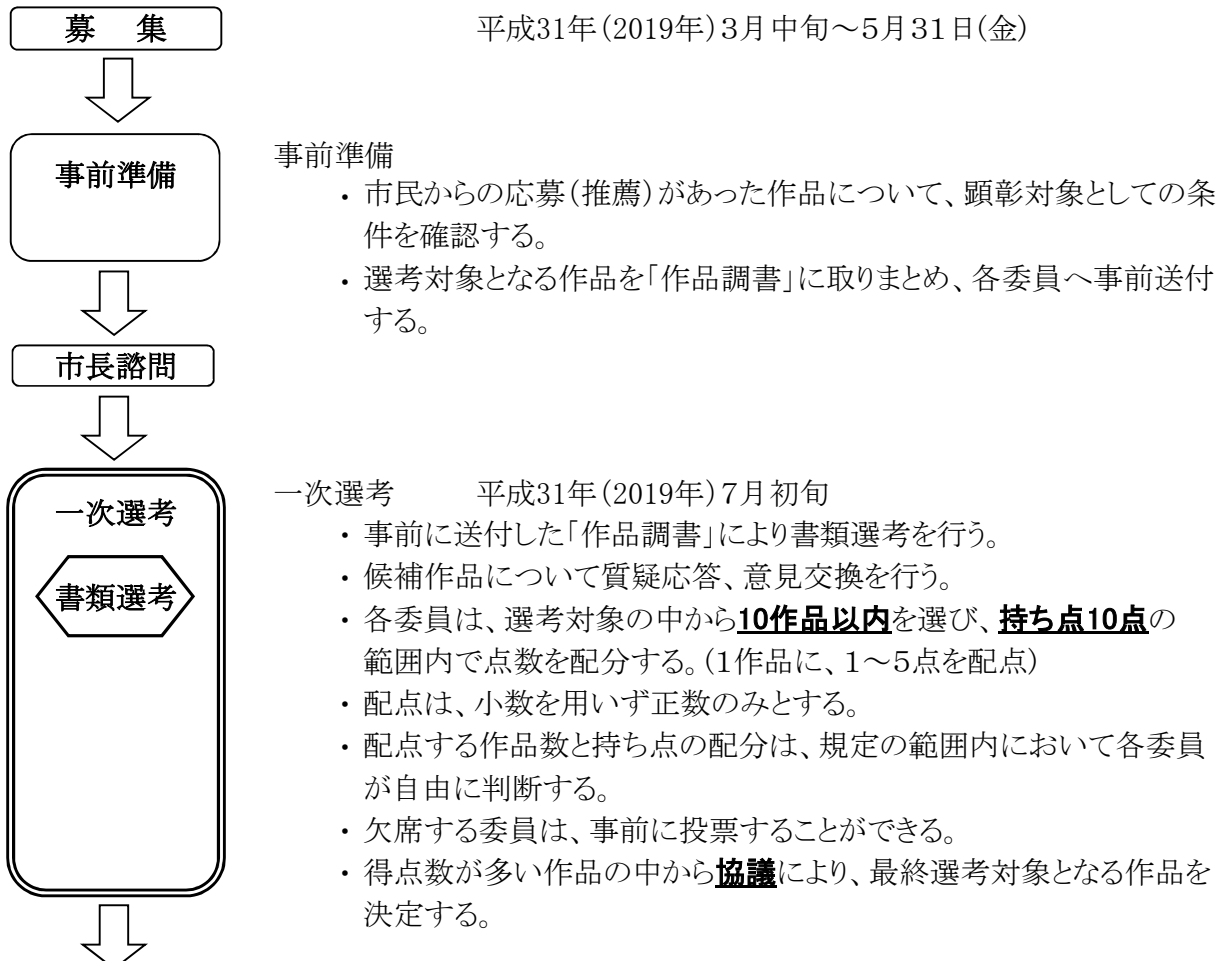 募　集
平成31年(2019年)３月中旬～５月３１日(金)
事前準備
事前準備
・市民からの応募(推薦)があった作品について、顕彰対象としての条
件を確認する。
・選考対象となる作品を「作品調書」に取りまとめ、各委員へ事前送付
する。
市長諮問
一次選考
書類選考
一次選考　　　平成31年(2019年)７月初旬
・事前に送付した「作品調書」により書類選考を行う。
・候補作品について質疑応答、意見交換を行う。
・各委員は、選考対象の中から10作品以内を選び、持ち点10点の
範囲内で点数を配分する。(１作品に、１～５点を配点)
・配点は、小数を用いず正数のみとする。
・配点する作品数と持ち点の配分は、規定の範囲内において各委員
が自由に判断する。
・欠席する委員は、事前に投票することができる。
・得点数が多い作品の中から協議により、最終選考対象となる作品を
決定する。